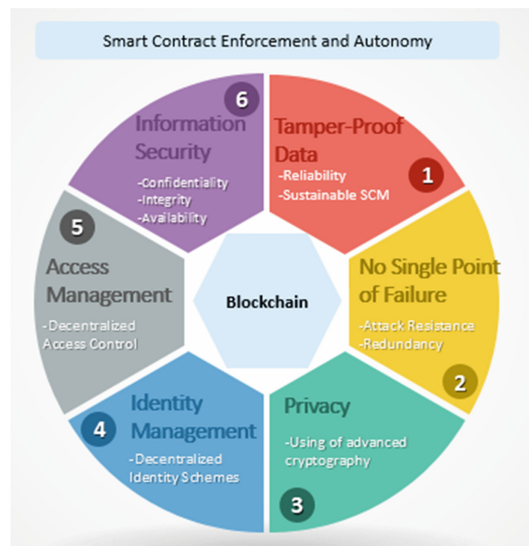 Smart Contract Enforcement and Autonomy
6
Information
Security
-Confidentiality
-Integrity
-Availability
Tamper-Proof
Data
-Reliability
-Sustainable SCM
1
5
Access
Management
-Decentralized
Access Control
Blockchain
No Single Point
of Failure
-Attack Resistance
-Redundancy
2
Identity
Management
4
-Decentralized
Identity Schemes
Privacy
-Using of advanced
cryptography
3